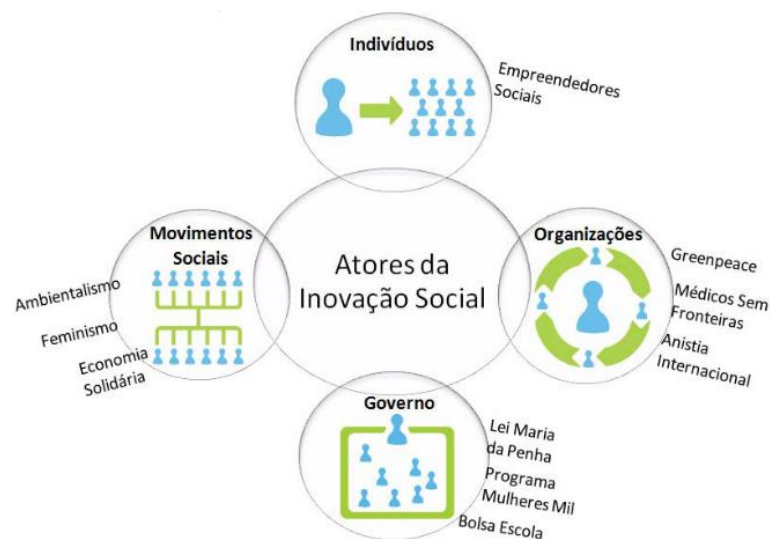 Indivíduos
Empreendedores
Sociais
Movimentos
Sociais
Ambientalismo
Feminismo
Economia
Solidária
Atores da
Inovação Social
Organizações
Greenpeace
Médicos Sem
Fronteiras
Anistia
Internacional
Governo
Lei Maria
da Penha
Programa
Mulheres Mil
Bolsa Escola